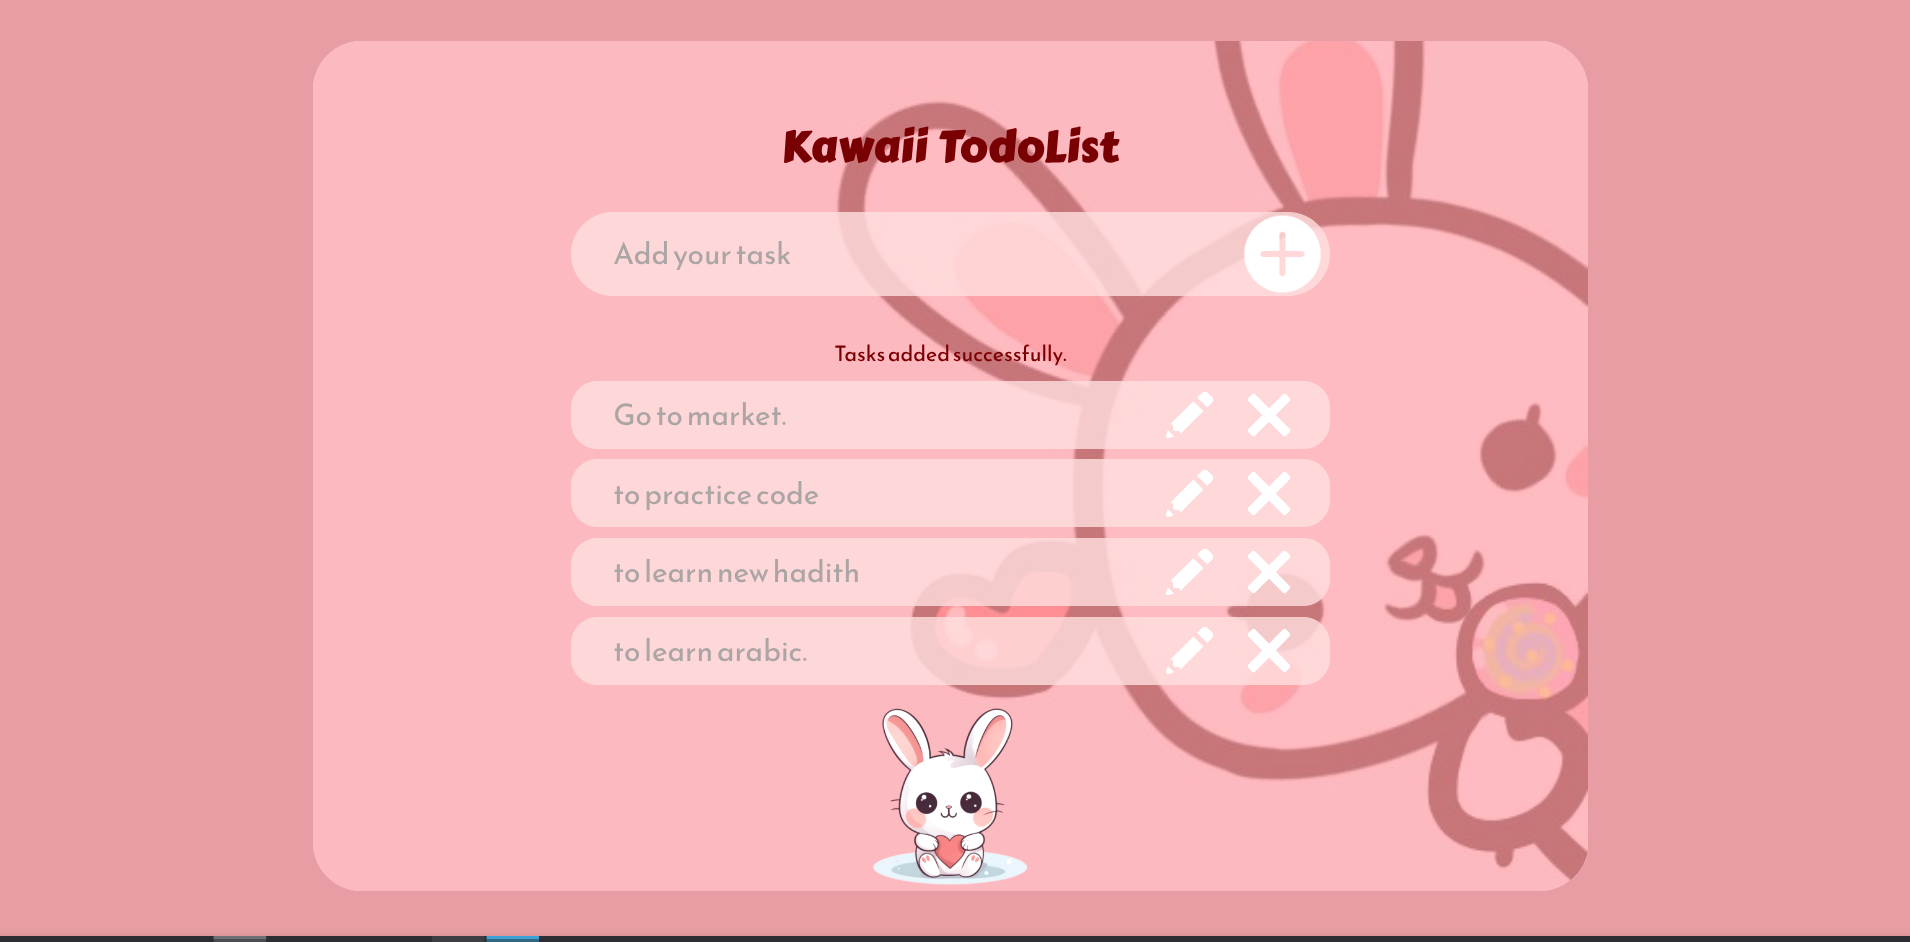 Kawaii TodoList
Add your task
Tasks added successfully.
Go to market.
to practice code
to learn new hadith
to learn arabic.